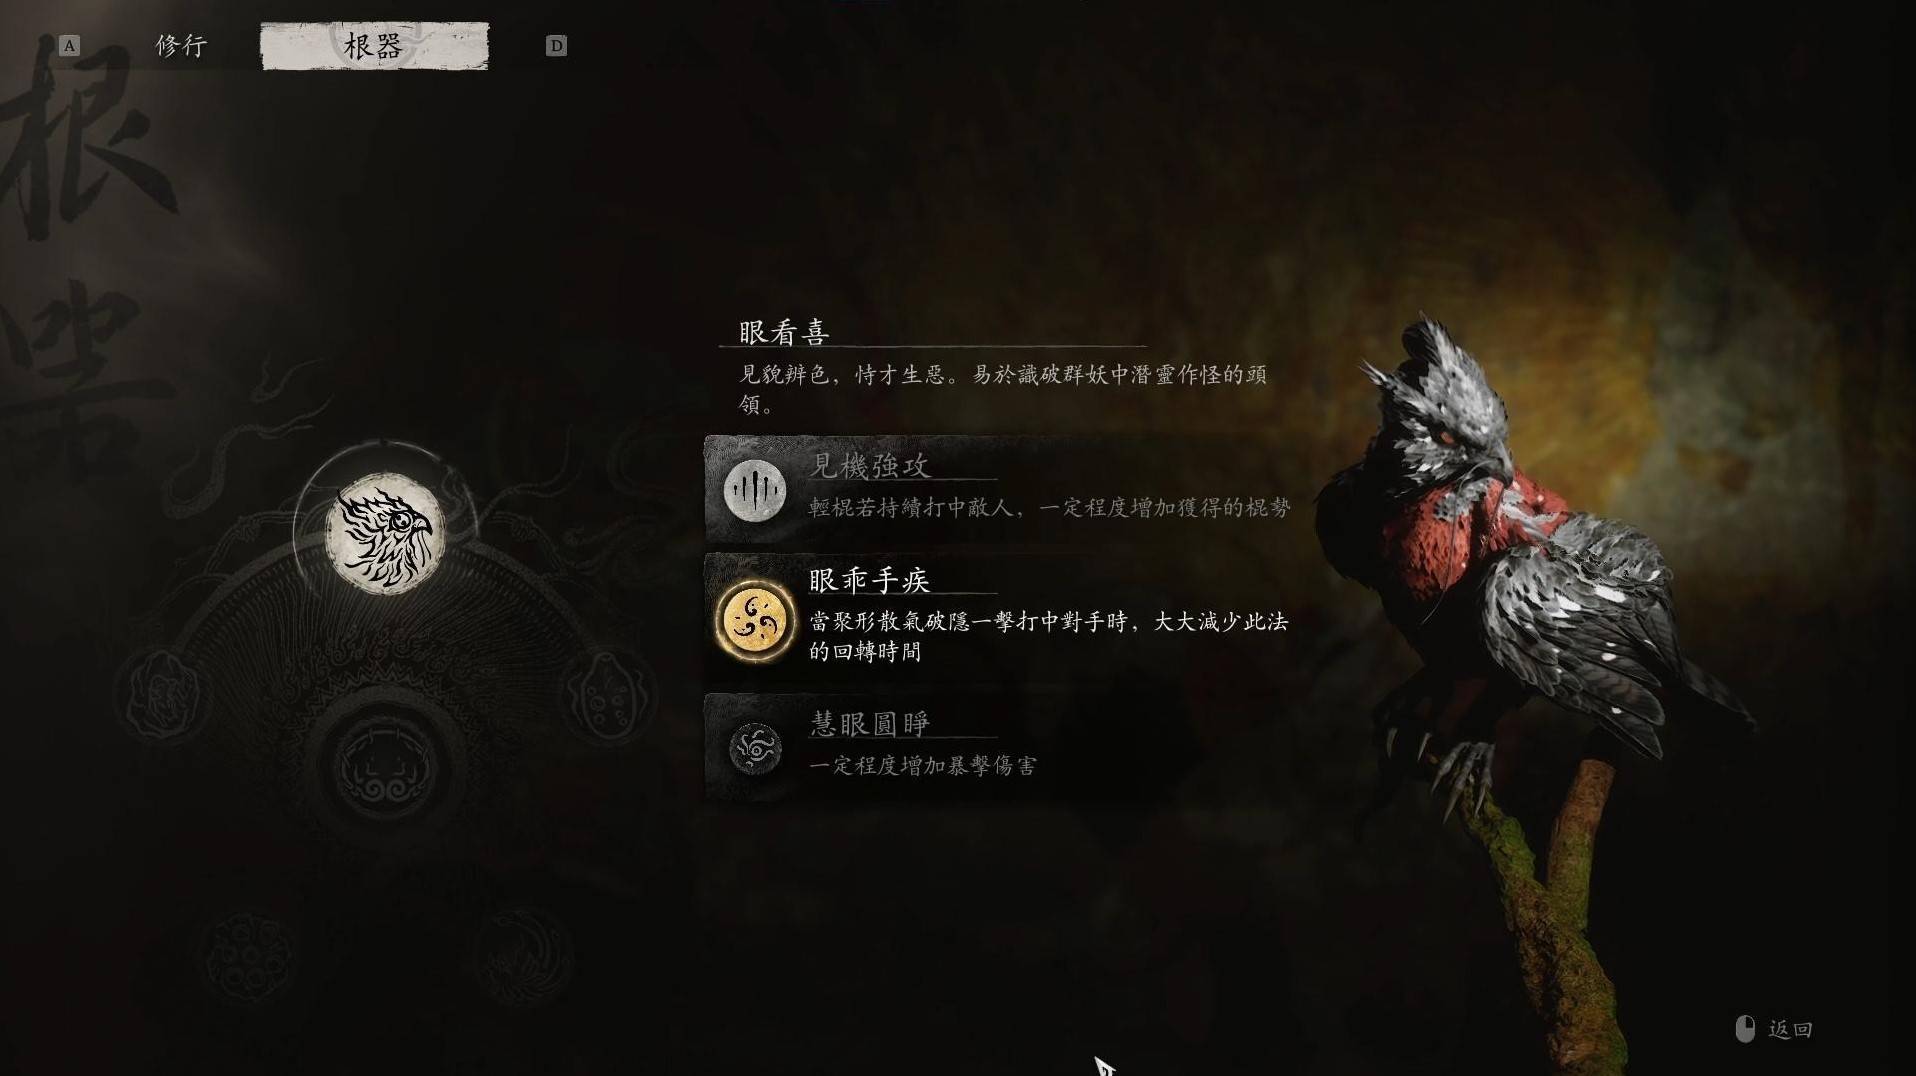 A
修行
根器
D
根器
眼看喜
見貌辨色，恃才生惡。易於識破群妖中潛靈作怪的頭
領。
見機強攻
輕棍若持續打中敵人，一定程度增加獲得的棍勢
眼乖手疾
當聚形散氣破隱一擊打中對手時，大大減少此法
的回轉時間
慧眼圓睜
一定程度增加暴擊傷害
返回